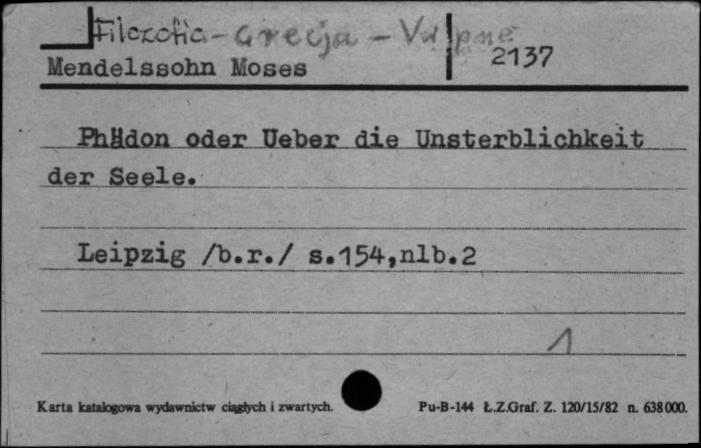 Filozofia - Grecja -
2137
Mendelssohn Moses
Phädon oder Ueber die Unsterblichkeit
der Seele.
Leipzig /b.r./ s.154,nlb.2
1
Karta katalogowa wydawnictw ciągłych i zwartych.
Pu-B-144 Ł.Z.Graf. Z. 120/15/82 n. 638000.